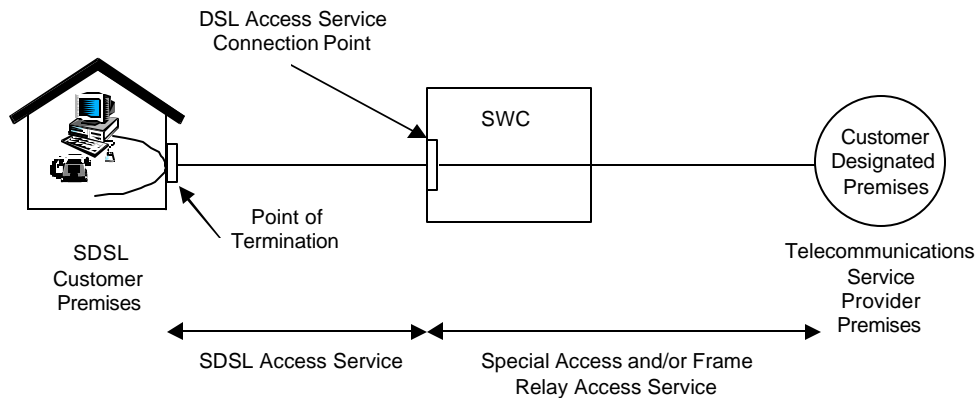 DSL Access Service
Connection Point
SWC
Customer
Designated
Premises
Point of
Termination
SDSL
Customer
Premises
Telecommunications
Service
Provider
Premises
SDSL Access Service
Special Access and/or Frame
Relay Access Service